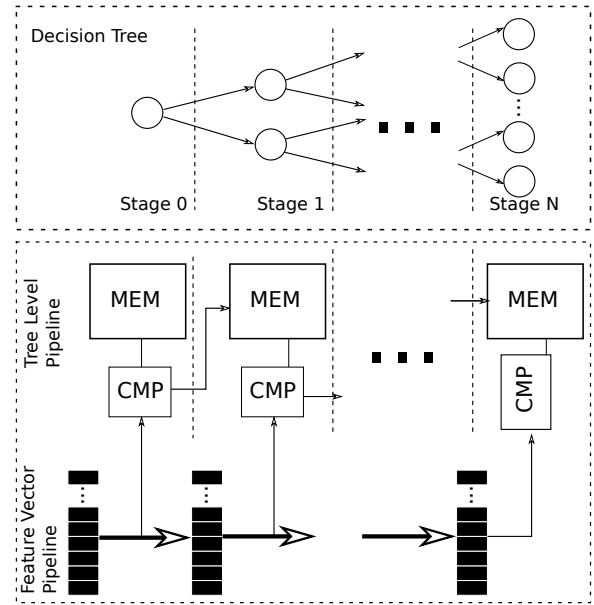 Decision Tree
Stage 0
Stage 1
Stage N
Tree Level
Pipeline
MEM
MEM
MEM
CMP
CMP
CMP
Feature Vector
Pipeline